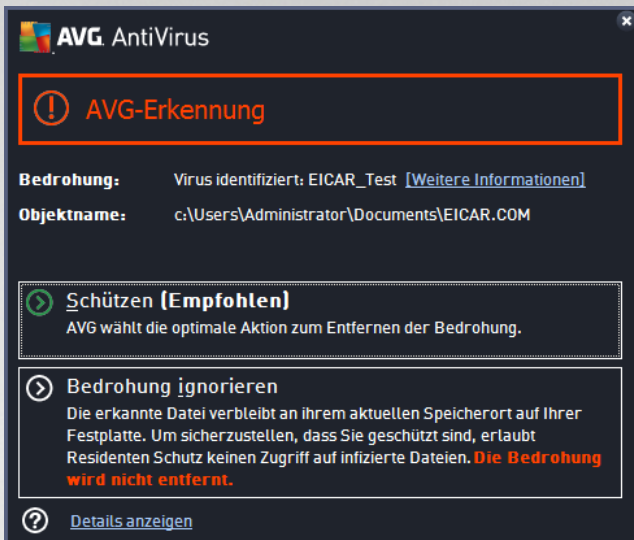 AVG. AntiVirus
AVG-Erkennung
Bedrohung: Virus identifiziert: EICAR_Test [Weitere Informationen]
Objektname: c:\Users\Administrator\Documents\EICAR.COM
Schützen (Empfohlen)
AVG wählt die optimale Aktion zum Entfernen der Bedrohung.
Bedrohung ignorieren
Die erkannte Datei verbleibt an ihrem aktuellen Speicherort auf Ihrer
Festplatte. Um sicherzustellen, dass Sie geschützt sind, erlaubt
Residenten Schutz keinen Zugriff auf infizierte Dateien. Die Bedrohung
wird nicht entfernt.
Details anzeigen